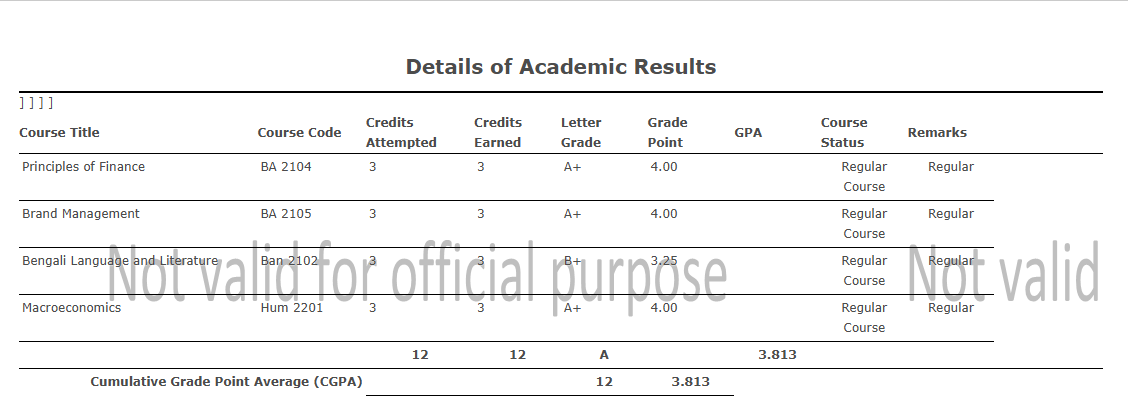 Details of Academic Results
] ] ] ]
Course Title Course Code Credits Attempted Credits Earned Letter Grade Grade Point GPA Course Status Remarks
Principles of Finance BA 2104 3 3 A+ 4.00 Regular Course Regular
Brand Management BA 2105 3 3 A+ 4.00 Regular Course Regular
Bengali Language and Literature Ban 2102 3 3 B+ 3.25 Regular Course Regular
Not valid for official purpose Not valid
Macroeconomics Hum 2201 3 3 A+ 4.00 Regular Course Regular
12 12 A 3.813
Cumulative Grade Point Average (CGPA) 12 3.813